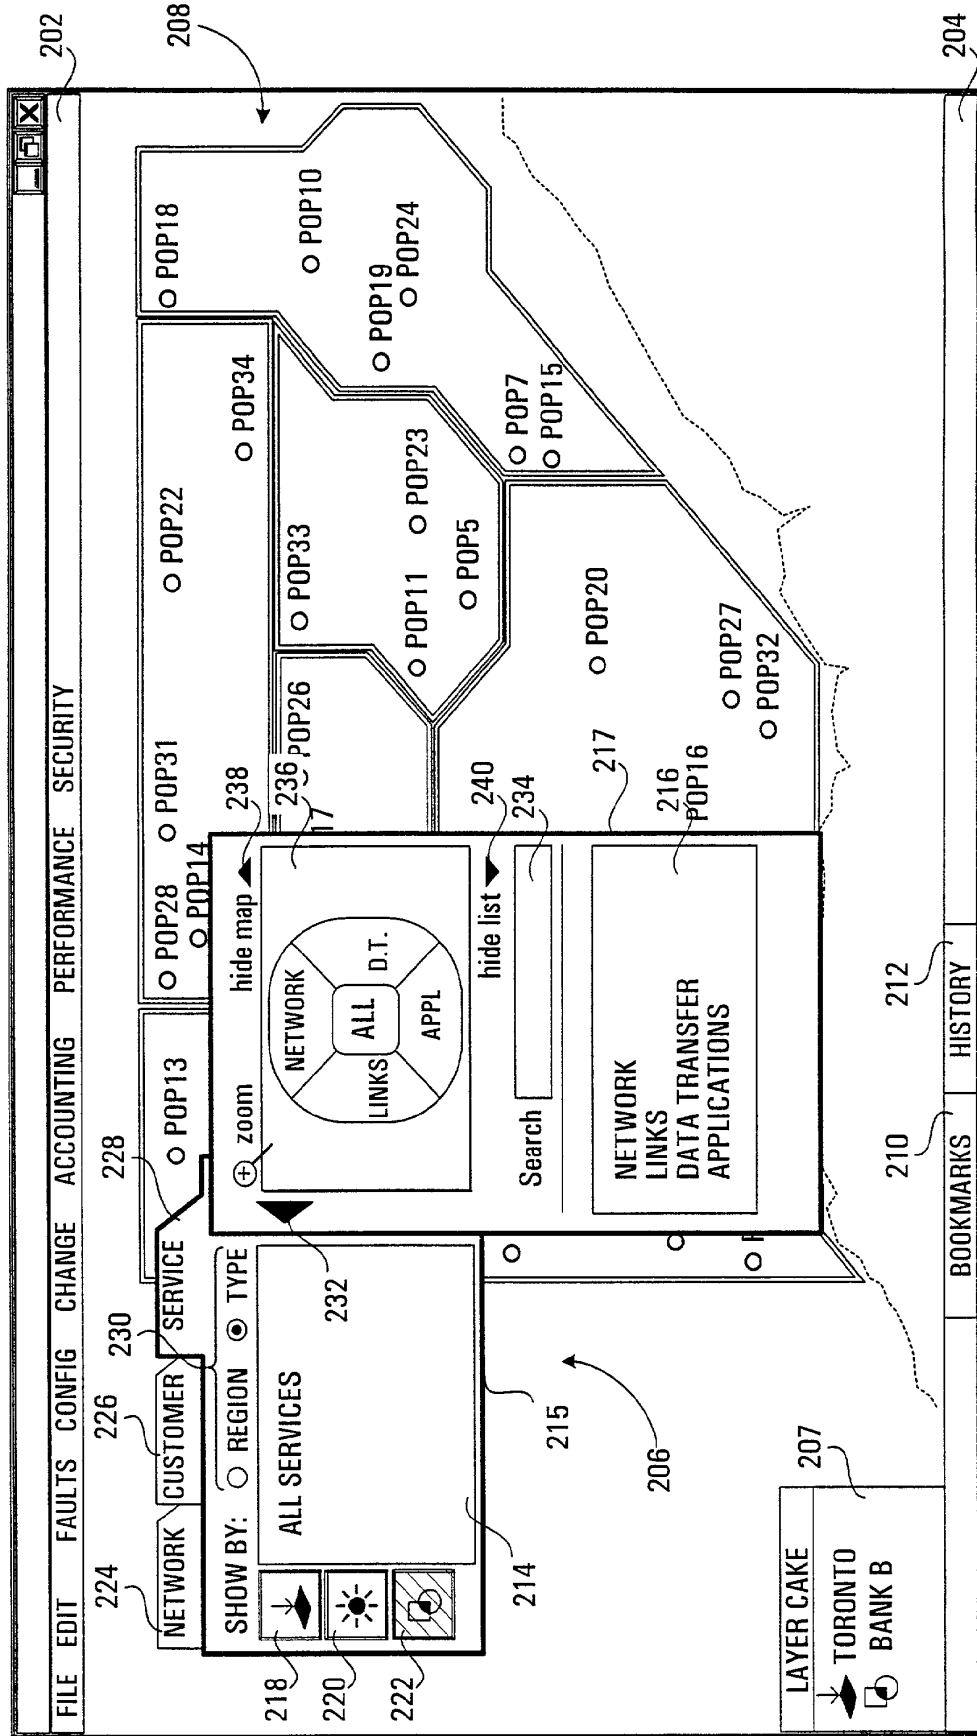 202
FILE EDIT FAULTS CONFIG CHANGE ACCOUNTING PERFORMANCE SECURITY
208
224
226
228
230
NETWORK
CUSTOMER
SERVICE
SHOW BY:
REGION
TYPE
ALL SERVICES
218
220
222
214
232
215
206
zoom
hide map
238
236
NETWORK
LINKS
ALL
D.T.
APPL
hide list
240
Search
234
217
216
NETWORK
LINKS
DATA TRANSFER
APPLICATIONS
POP13
POP28
POP14
POP31
POP22
POP34
POP18
POP10
POP19
POP24
POP33
POP26
17
POP11
POP23
POP5
POP7
POP15
POP20
POP27
POP32
POP16
LAYER CAKE
TORONTO
BANK B
207
210
212
BOOKMARKS
HISTORY
204